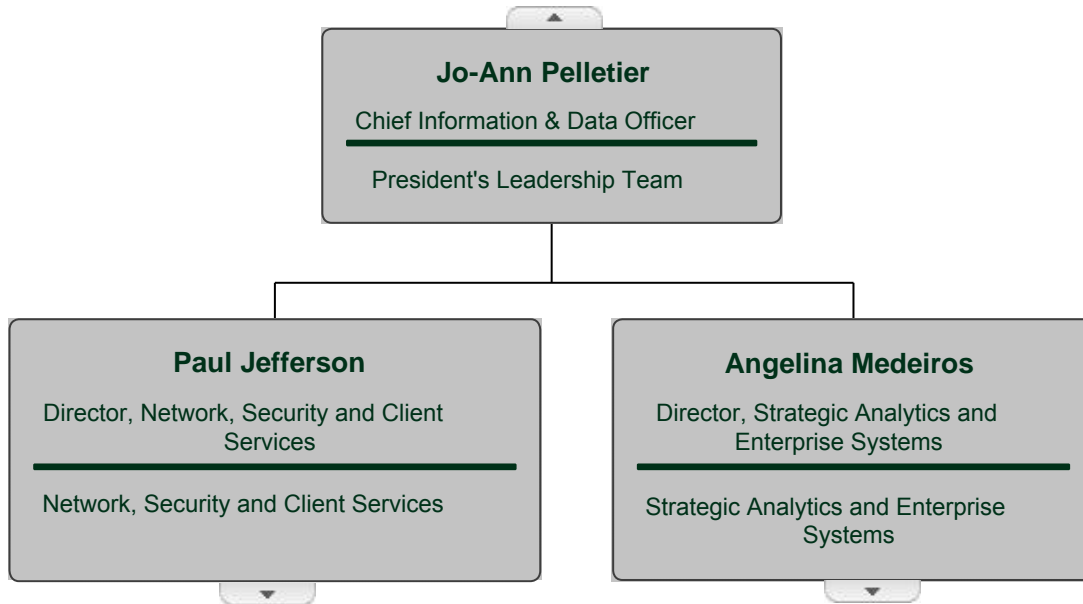 Jo-Ann Pelletier
Chief Information & Data Officer
President's Leadership Team
Paul Jefferson
Director, Network, Security and Client
Services
Network, Security and Client Services
Angelina Medeiros
Director, Strategic Analytics and
Enterprise Systems
Strategic Analytics and Enterprise
Systems